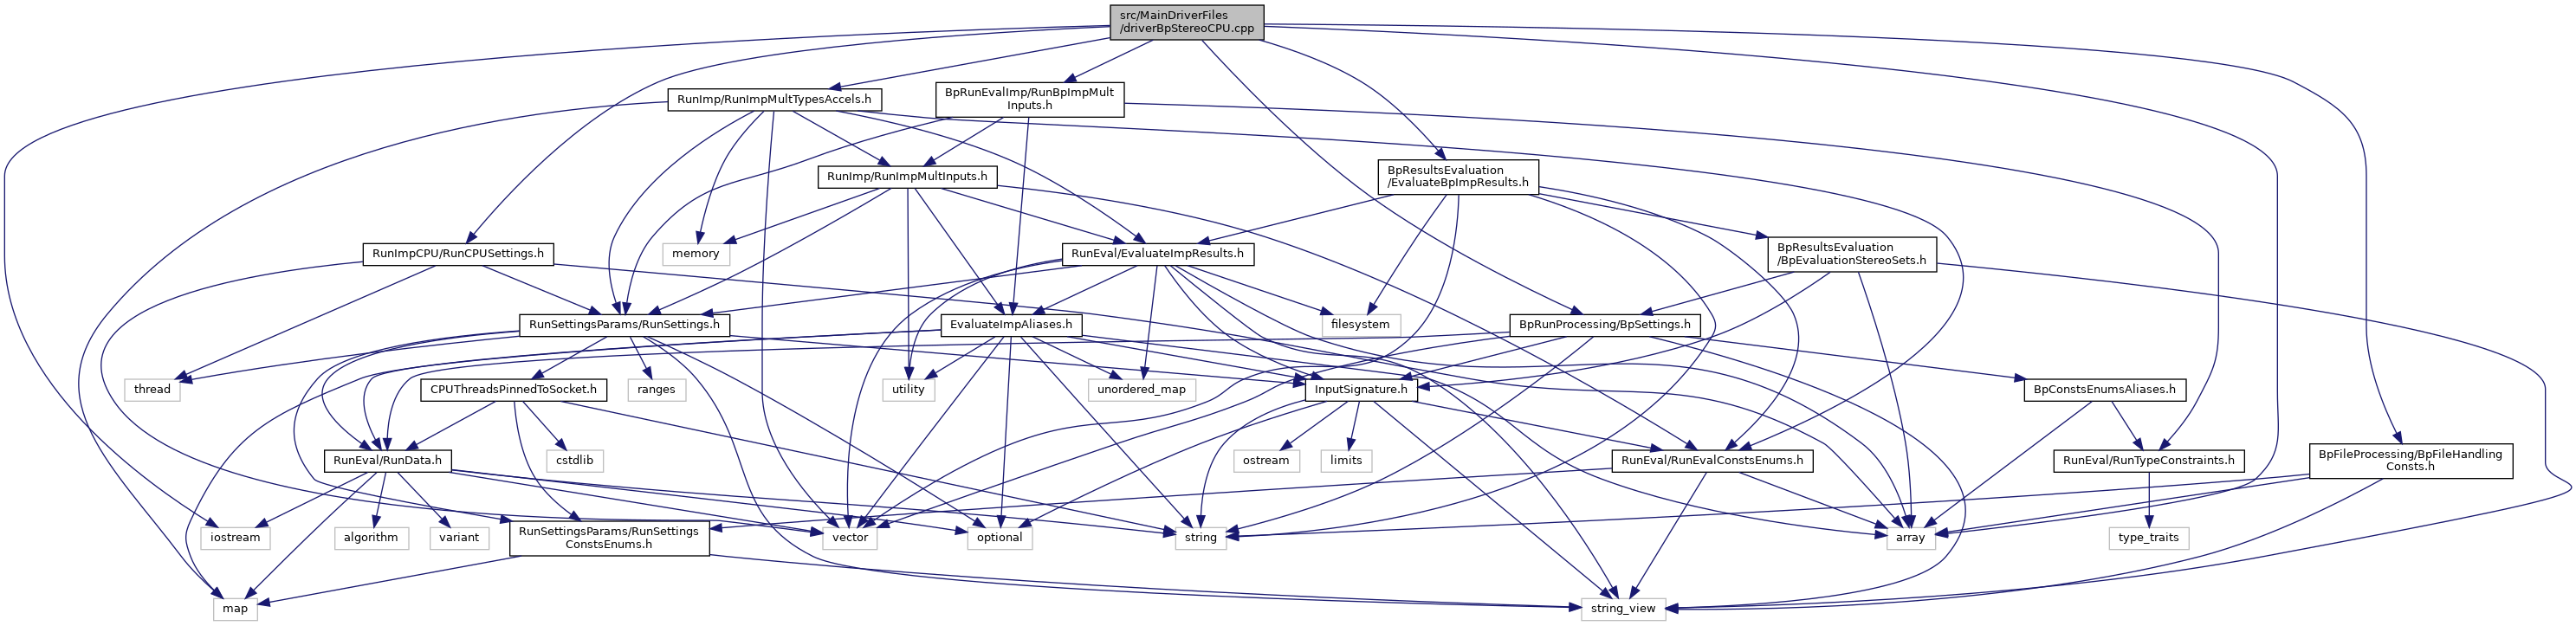 src/MainDriverFiles
/driverBpStereoCPU.cpp
RunImp/RunImpMultTypesAccels.h
BpRunEvalImp/RunBpImpMult
Inputs.h
RunImp/RunImpMultInputs.h
BpResultsEvaluation
/EvaluateBpImpResults.h
RunImpCPU/RunCPUSettings.h
memory
RunEval/EvaluateImpResults.h
BpResultsEvaluation
/BpEvaluationStereoSets.h
RunSettingsParams/RunSettings.h
EvaluateImpAliases.h
filesystem
BpRunProcessing/BpSettings.h
thread
CPUThreadsPinnedToSocket.h
ranges
utility
unordered_map
InputSignature.h
BpConstsEnumsAliases.h
RunEval/RunData.h
cstdlib
ostream
limits
RunEval/RunEvalConstsEnums.h
RunEval/RunTypeConstraints.h
BpFileProcessing/BpFileHandling
Consts.h
iostream
algorithm
variant
RunSettingsParams/RunSettings
ConstsEnums.h
vector
optional
string
array
type_traits
map
string_view